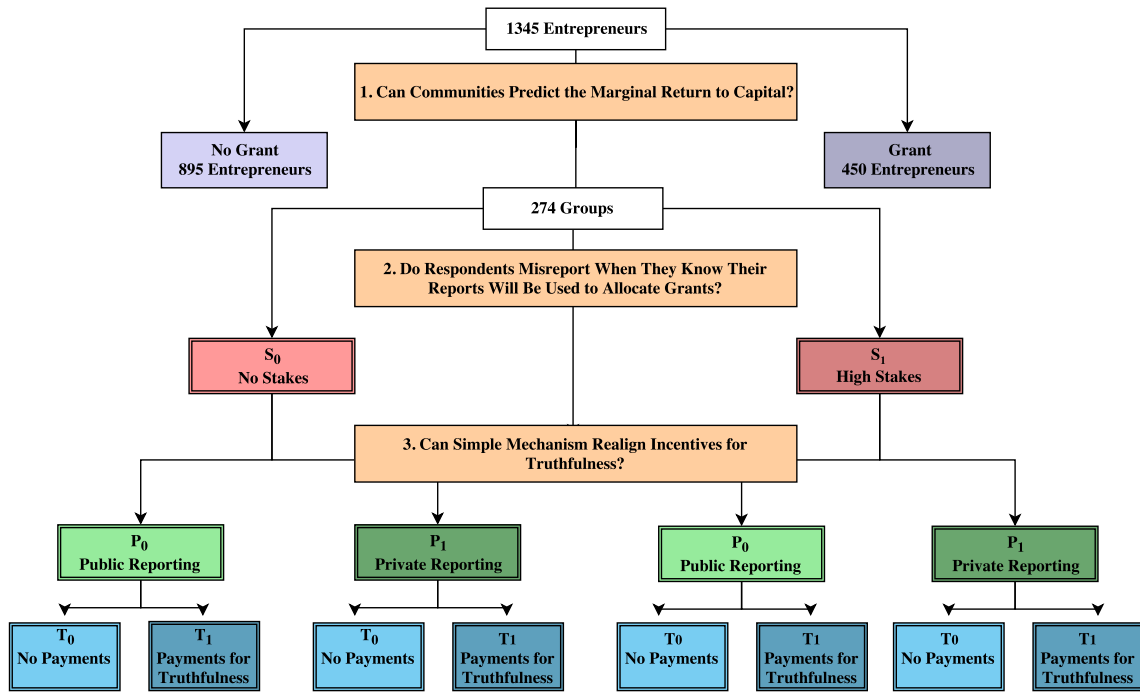 1345 Entrepreneurs
1. Can Communities Predict the Marginal Return to Capital?
No Grant
895 Entrepreneurs
Grant
450 Entrepreneurs
274 Groups
2. Do Respondents Misreport When They Know Their
Reports Will Be Used to Allocate Grants?
S0
No Stakes
S1
High Stakes
3. Can Simple Mechanism Realign Incentives for
Truthfulness?
P0
Public Reporting
P1
Private Reporting
P0
Public Reporting
P1
Private Reporting
T0
No Payments
T1
Payments for
Truthfulness
T0
No Payments
T1
Payments for
Truthfulness
T0
No Payments
T1
Payments for
Truthfulness
T0
No Payments
T1
Payments for
Truthfulness